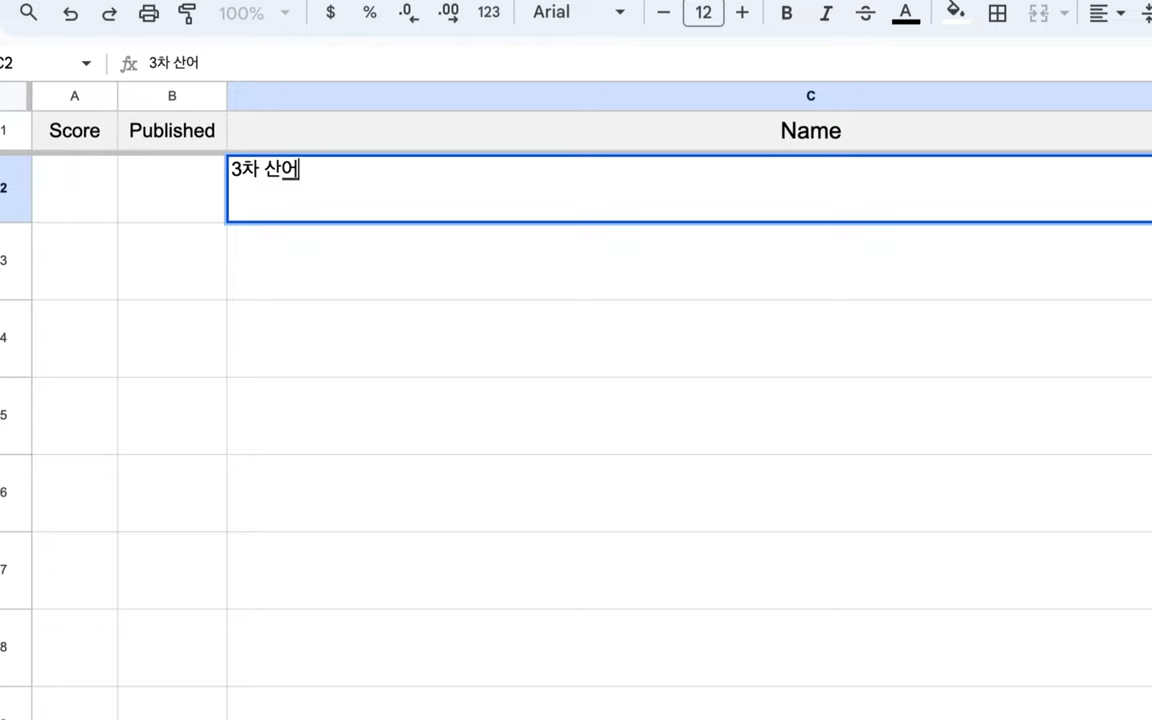 100% $ % .0 .00 123 Arial 12 B I A
C2 fx 3차 산어
A B C
1 Score Published Name
2 3차 산어
3
4
5
6
7
8